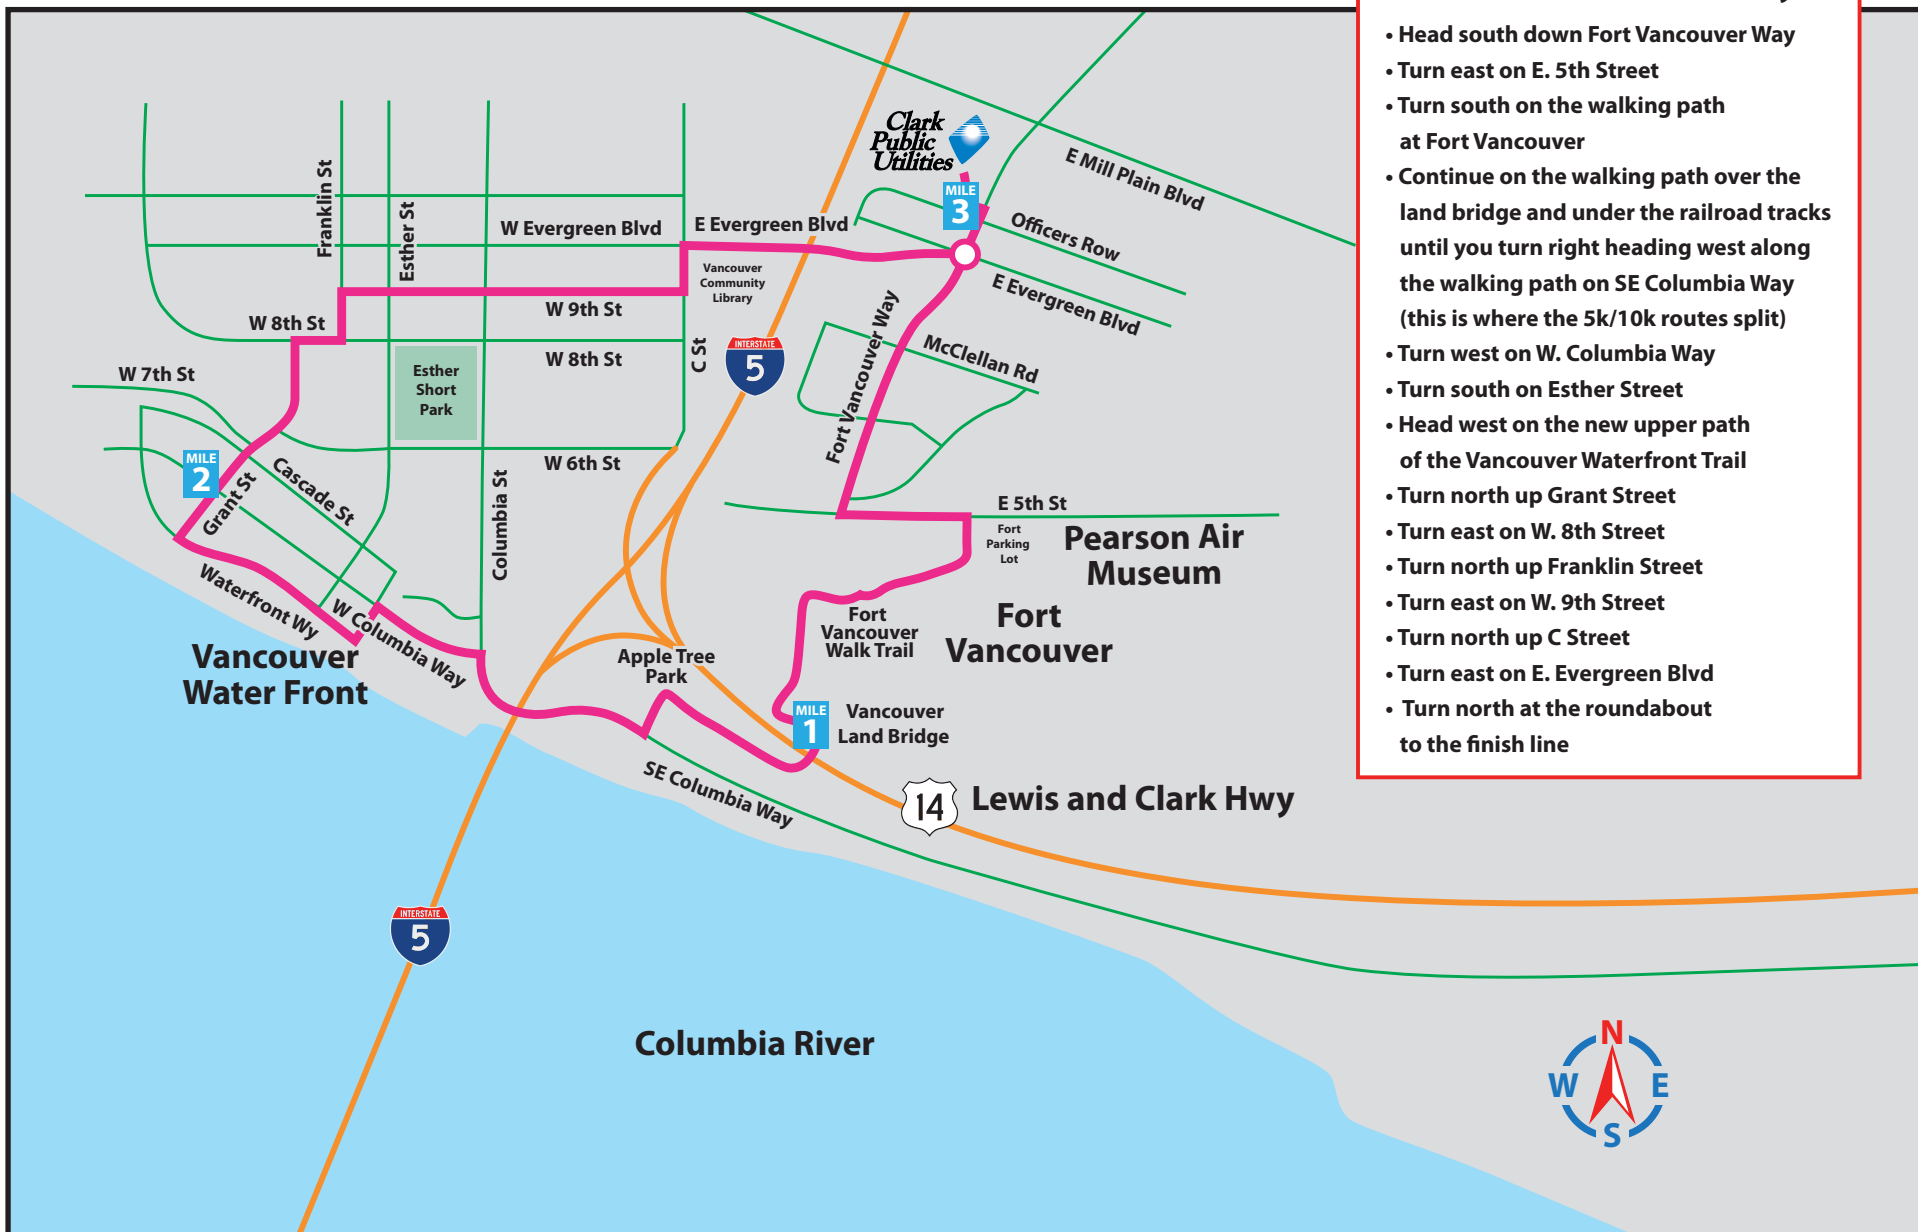 • Head south down Fort Vancouver Way
• Turn east on E. 5th Street
• Turn south on the walking path
at Fort Vancouver
• Continue on the walking path over the
land bridge and under the railroad tracks
until you turn right heading west along
the walking path on SE Columbia Way
(this is where the 5k/10k routes split)
• Turn west on W. Columbia Way
• Turn south on Esther Street
• Head west on the new upper path
of the Vancouver Waterfront Trail
• Turn north up Grant Street
• Turn east on W. 8th Street
• Turn north up Franklin Street
• Turn east on W. 9th Street
• Turn north up C Street
• Turn east on E. Evergreen Blvd
• Turn north at the roundabout
to the finish line
Clark
Public
Utilities
MILE
3
E Mill Plain Blvd
Officers Row
Franklin St
Esther St
W Evergreen Blvd
E Evergreen Blvd
E Evergreen Blvd
Vancouver
Community
Library
W 9th St
W 8th St
W 8th St
C St
INTERSTATE
5
Fort Vancouver Way
McClellan Rd
W 7th St
Esther
Short
Park
W 6th St
MILE
2
Grant St
Cascade St
Columbia St
E 5th St
Fort
Parking
Lot
Pearson Air
Museum
Waterfront Wy
W Columbia Way
Fort
Vancouver
Walk Trail
Fort
Vancouver
Vancouver
Water Front
Apple Tree
Park
MILE
1
Vancouver
Land Bridge
SE Columbia Way
14
Lewis and Clark Hwy
INTERSTATE
5
Columbia River
N
W
E
S